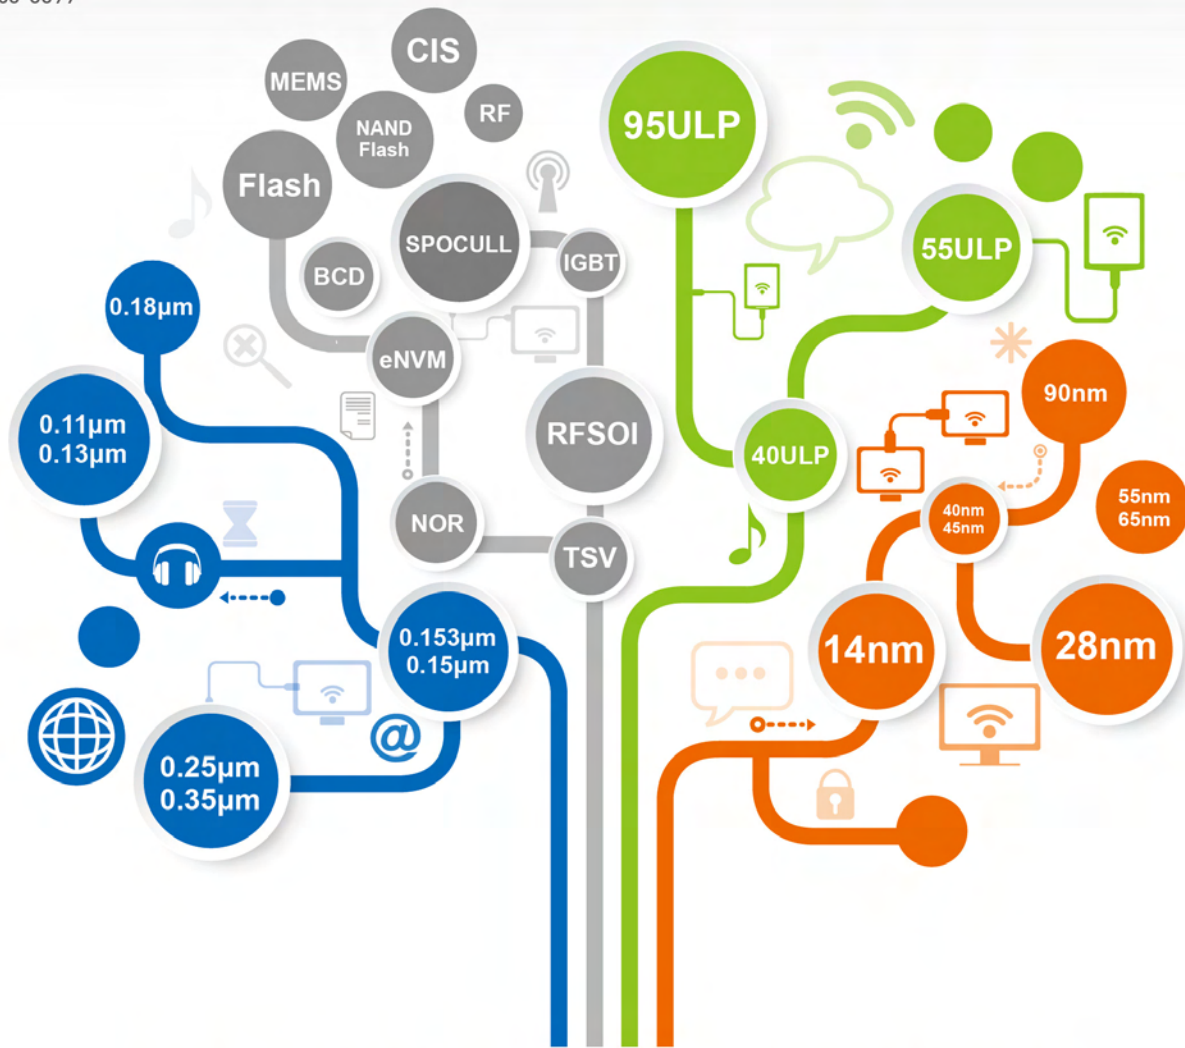 CIS
MEMS
RF
NAND
Flash
95ULP
Flash
SPOCULL
55ULP
IGBT
BCD
0.18µm
eNVM
90nm
0.11µm
0.13µm
RFSOI
40ULP
55nm
65nm
40nm
45nm
NOR
TSV
0.153µm
0.15µm
14nm
28nm
@
0.25µm
0.35µm